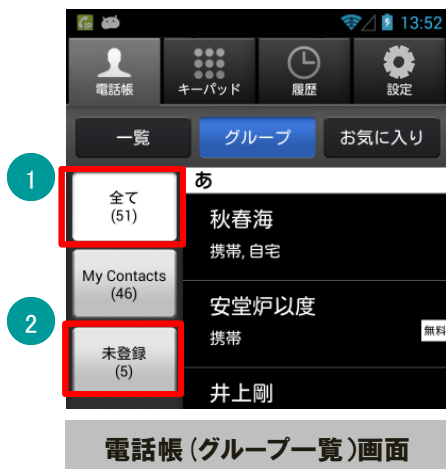 13:52
電話帳
キーパッド
履歴
設定
一覧
グループ
お気に入り
1
全て
(51)
My Contacts
(46)
2
未登録
(5)
あ
秋春海
携帯, 自宅
安堂炉以度
携帯
無料
井上剛
電話帳(グループ一覧)画面